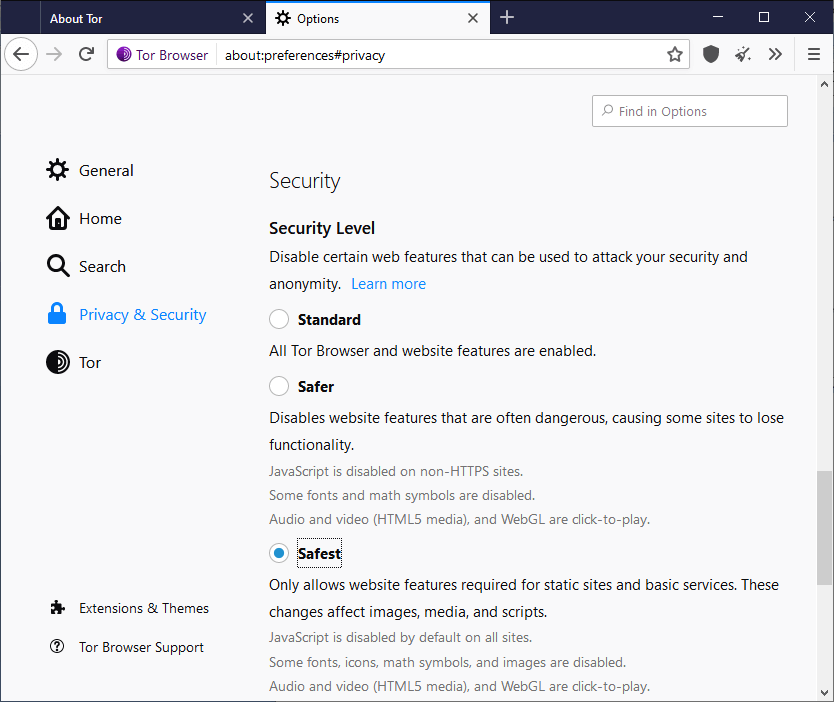 About Tor
Options
Tor Browser
about:preferences#privacy
Find in Options
General
Home
Search
Privacy & Security
Tor
Extensions & Themes
Tor Browser Support
Security
Security Level
Disable certain web features that can be used to attack your security and
anonymity. Learn more
Standard
All Tor Browser and website features are enabled.
Safer
Disables website features that are often dangerous, causing some sites to lose
functionality.
JavaScript is disabled on non-HTTPS sites.
Some fonts and math symbols are disabled.
Audio and video (HTML5 media), and WebGL are click-to-play.
Safest
Only allows website features required for static sites and basic services. These
changes affect images, media, and scripts.
JavaScript is disabled by default on all sites.
Some fonts, icons, math symbols, and images are disabled.
Audio and video (HTML5 media), and WebGL are click-to-play.